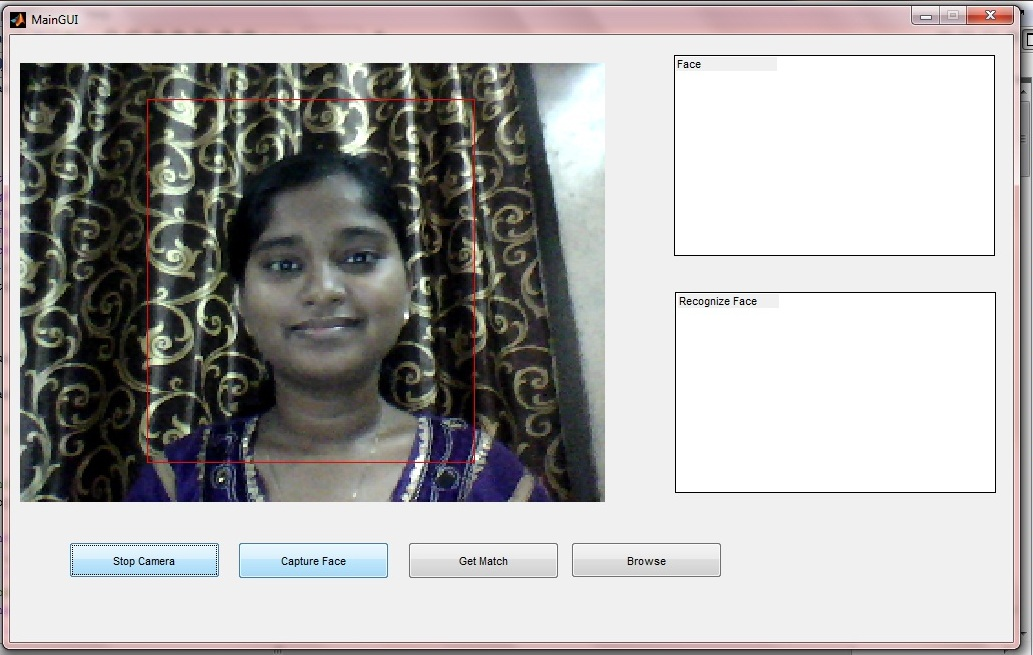 MainGUI
Face
Recognize Face
Stop Camera
Capture Face
Get Match
Browse